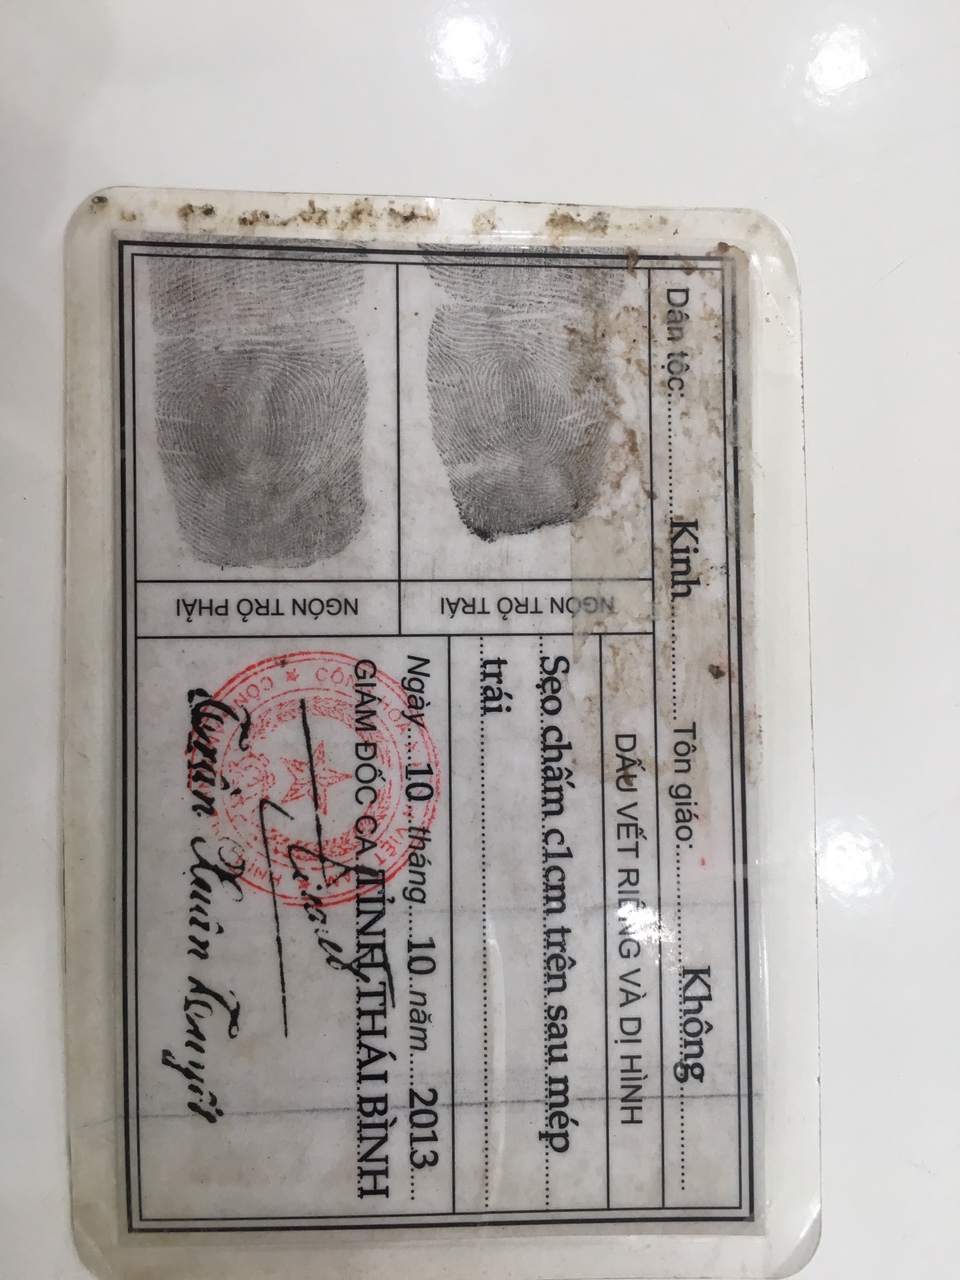 Dân tộc: Kinh Tôn giáo: Không
NGÓN TRỎ TRÁI
DẤU VẾT RIÊNG VÀ DỊ HÌNH
Sẹo chấm c1cm trên sau mép
trái
NGÓN TRỎ PHẢI
Ngày 10 tháng 10 năm 2013
GIÁM ĐỐC CA TỈNH THÁI BÌNH
Trần Xuân Tuyết